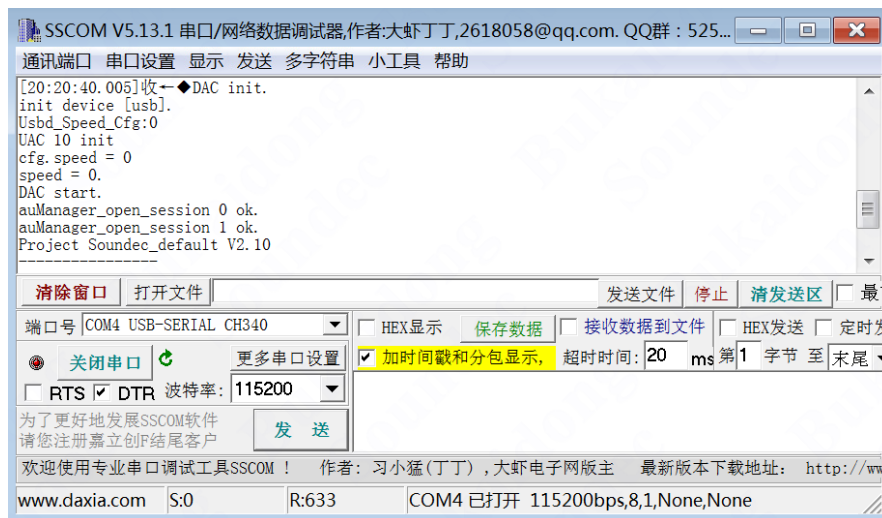 SSCOM V5.13.1 串口/网络数据调试器,作者:大虾丁丁,2618058@qq.com. QQ群：525...
通讯端口 串口设置 显示 发送 多字符串 小工具 帮助
[20:20:40.005]收←◆DAC init.
init device [usb].
Usbd_Speed_Cfg:0
UAC 10 init
cfg.speed = 0
speed = 0.
DAC start.
auManager_open_session 0 ok.
auManager_open_session 1 ok.
Project Soundec_default V2.10
----------------
清除窗口 打开文件 发送文件 停止 清发送区 最
端口号 COM4 USB-SERIAL CH340 HEX显示 保存数据 接收数据到文件 HEX发送 定时发
关闭串口 更多串口设置 加时间戳和分包显示, 超时时间: 20 ms 第1 字节 至 末尾
RTS DTR 波特率: 115200
为了更好地发展SSCOM软件
请您注册嘉立创F结尾客户
发 送
欢迎使用专业串口调试工具SSCOM ! 作者: 习小猛(丁丁) ,大虾电子网版主 最新版本下载地址: http://ww
www.daxia.com S:0 R:633 COM4 已打开 115200bps,8,1,None,None
Bukaidong
Soundec